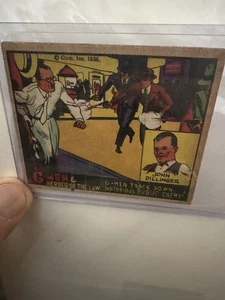 © Gum, Inc. 1936.
JOHN
DILLINGER
G-MEN &
HEROES OF THE LAW
G-MEN TRACK DOWN
NOTORIOUS PUBLIC ENEMY